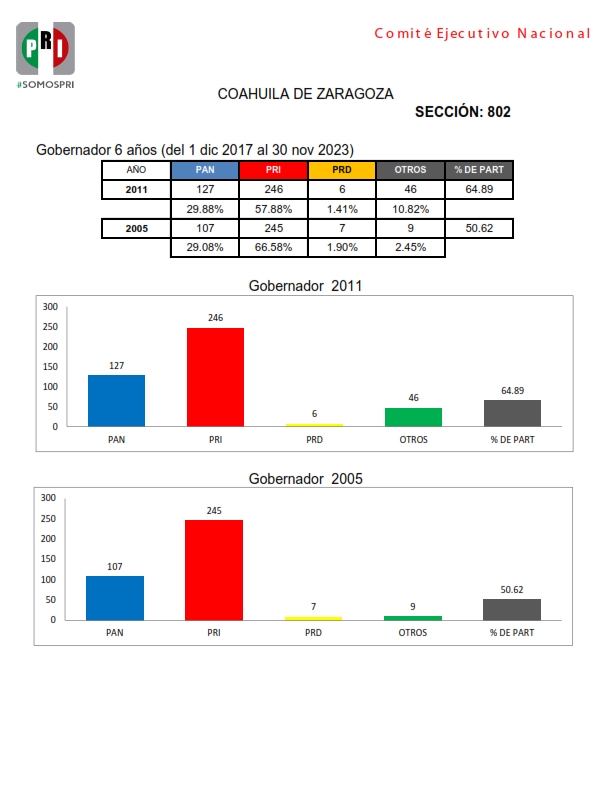 PRI
#SOMOSPRI
Comité Ejecutivo Nacional
COAHUILA DE ZARAGOZA
SECCIÓN: 802
Gobernador 6 años (del 1 dic 2017 al 30 nov 2023)
AÑO PAN PRI PRD OTROS % DE PART
2011 127 246 6 46 64.89
29.88% 57.88% 1.41% 10.82%
2005 107 245 7 9 50.62
29.08% 66.58% 1.90% 2.45%
Gobernador 2011
300
250
200
150
100
50
0
127 246 6 46 64.89
PAN PRI PRD OTROS % DE PART
Gobernador 2005
300
250
200
150
100
50
0
107 245 7 9 50.62
PAN PRI PRD OTROS % DE PART